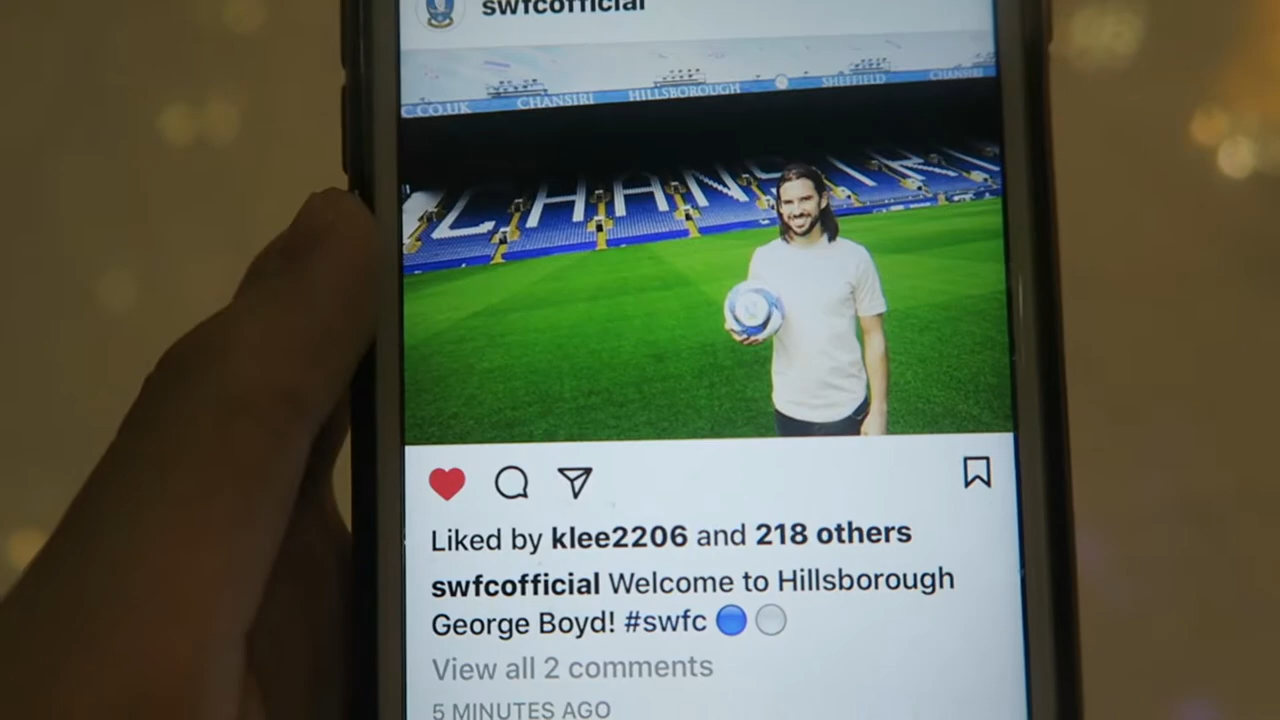 swfcofficial
C.CO.UK CHANSIRI HILLSBOROUGH SHEFFIELD CHANSIRI
CHANSIRI
Liked by klee2206 and 218 others
swfcofficial Welcome to Hillsborough
George Boyd! #swfc
View all 2 comments
5 MINUTES AGO